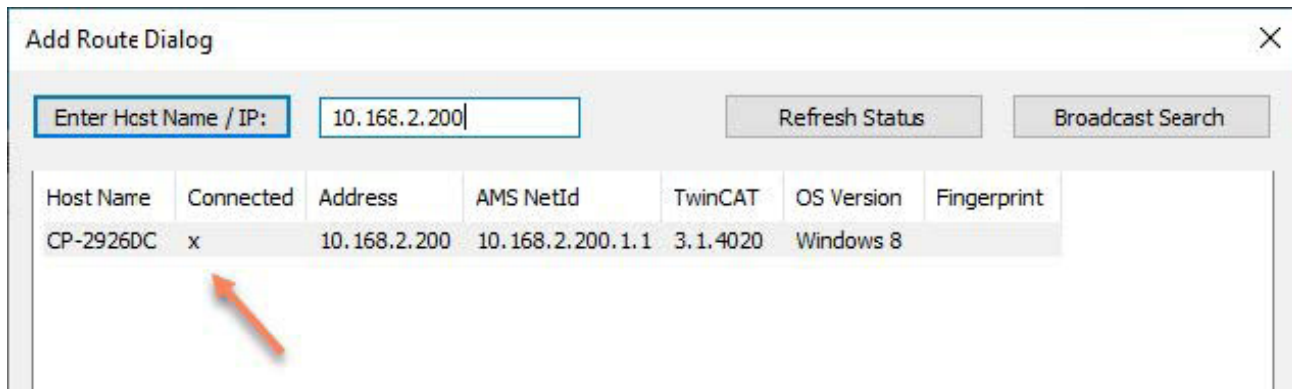 Add Route Dialog
Enter Host Name / IP: 10.168.2.200 Refresh Status Broadcast Search
Host Name Connected Address AMS NetId TwinCAT OS Version Fingerprint
CP-2926DC x 10.168.2.200 10.168.2.200.1.1 3.1.4020 Windows 8